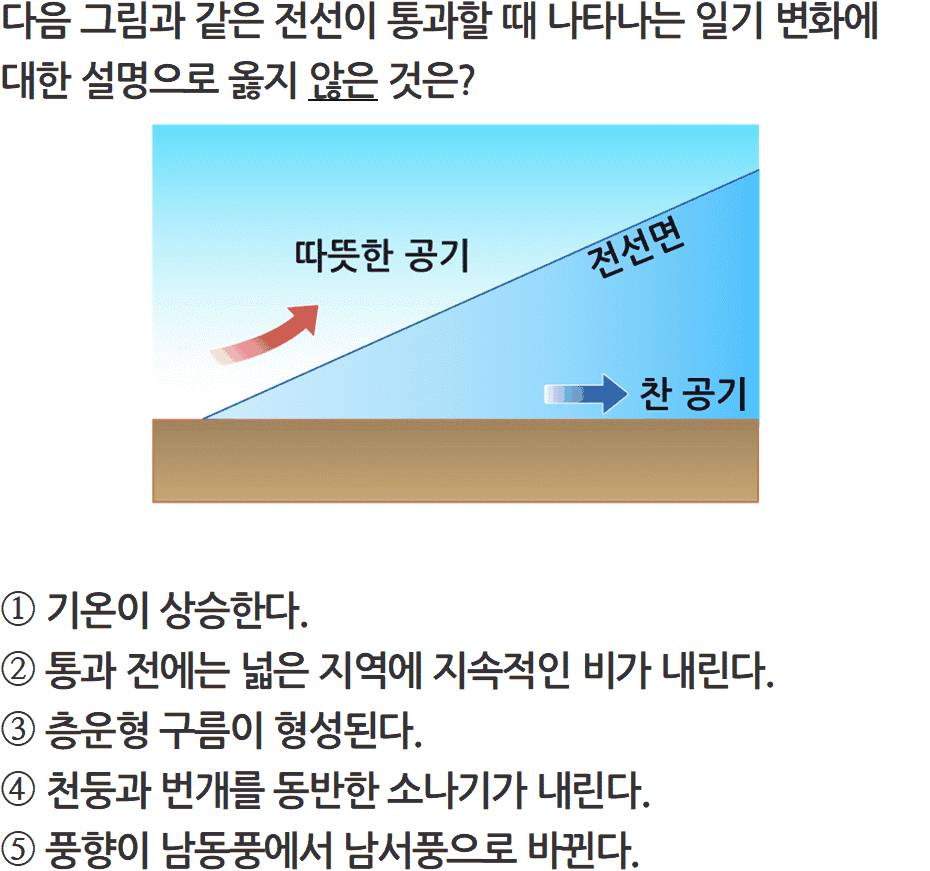 다음 그림과 같은 전선이 통과할 때 나타나는 일기 변화에
대한 설명으로 옳지 않은 것은?
따뜻한 공기
전선면
찬 공기
① 기온이 상승한다.
② 통과 전에는 넓은 지역에 지속적인 비가 내린다.
③ 층운형 구름이 형성된다.
④ 천둥과 번개를 동반한 소나기가 내린다.
⑤ 풍향이 남동풍에서 남서풍으로 바뀐다.